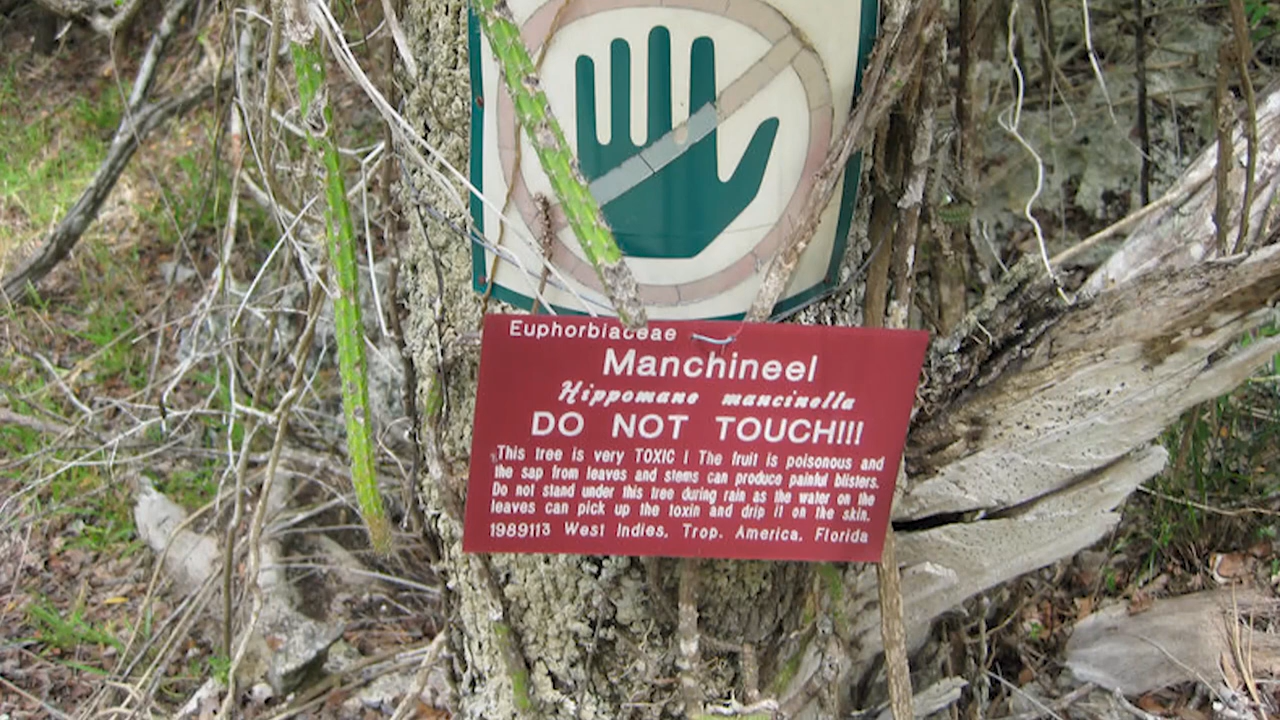 Euphorbiaceae
Manchineel
Hippomane mancinella
DO NOT TOUCH!!!
This tree is very TOXIC ! The fruit is poisonous and
the sap from leaves and stems can produce painful blisters.
Do not stand under this tree during rain as the water on the
leaves can pick up the toxin and drip it on the skin.
1989113 West Indies, Trop. America, Florida